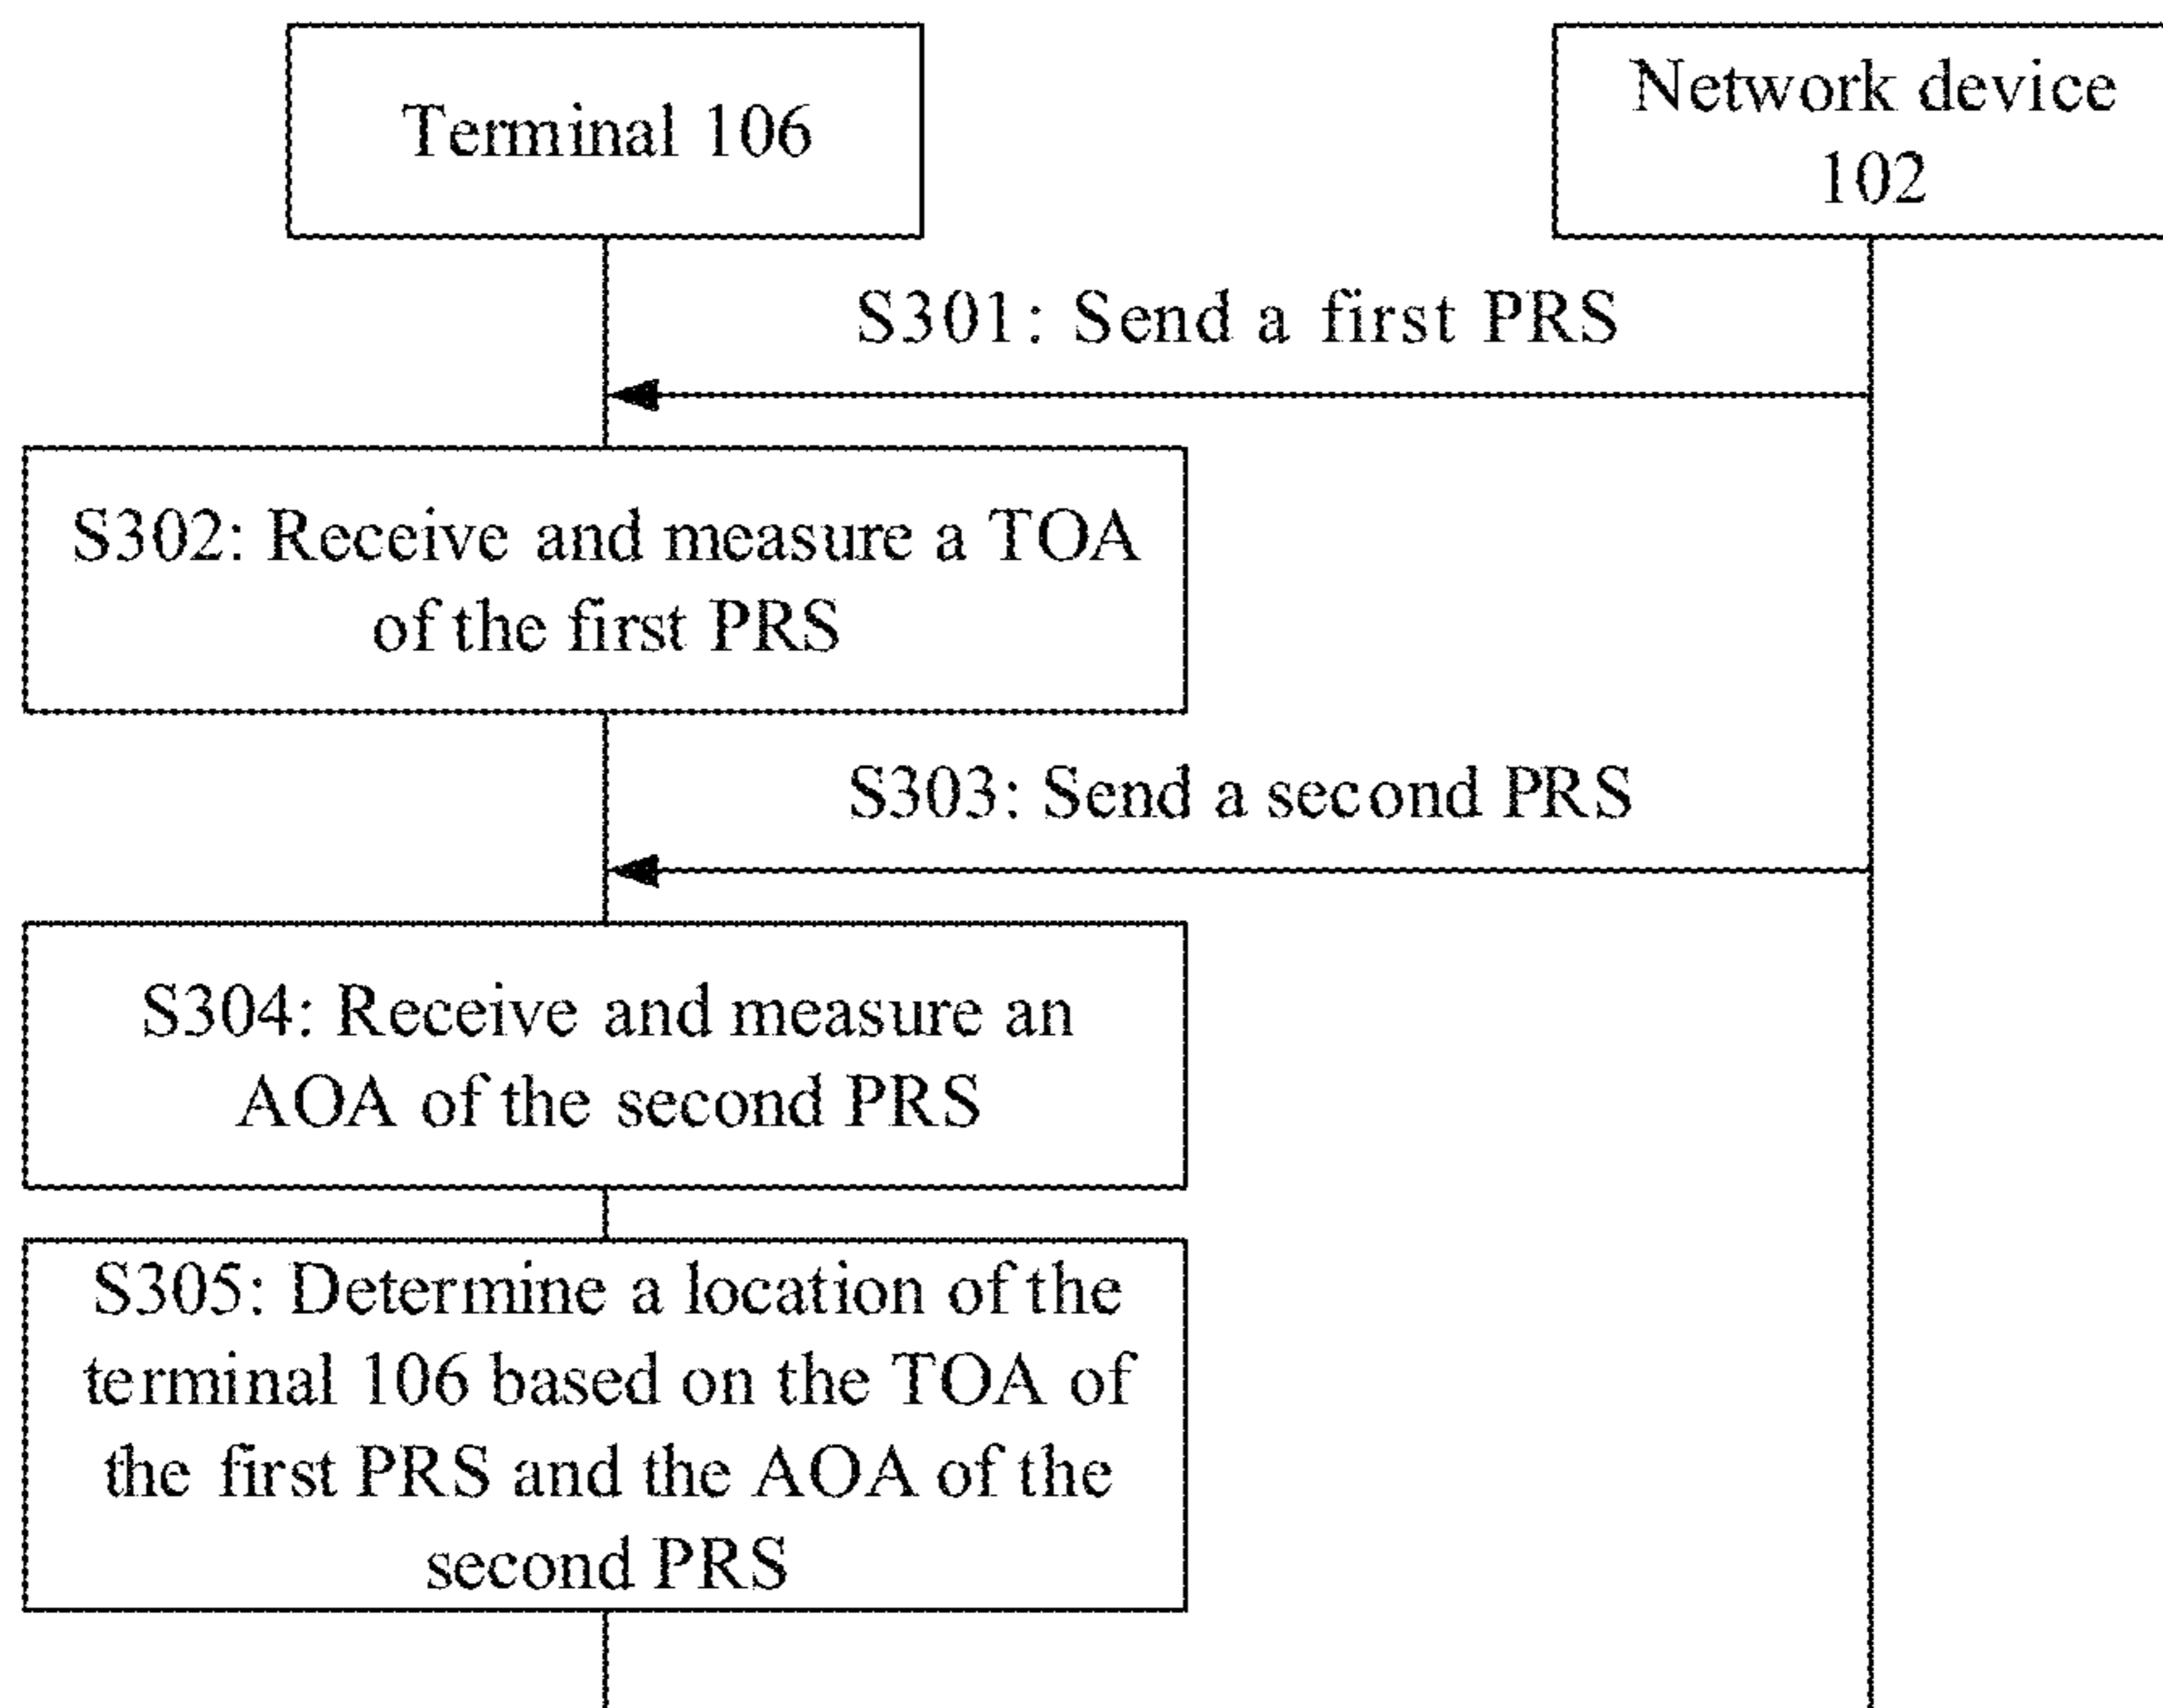 Terminal 106
Network device
102
S301: Send a first PRS
S302: Receive and measure a TOA
of the first PRS
S303: Send a second PRS
S304: Receive and measure an
AOA of the second PRS
S305: Determine a location of the
terminal 106 based on the TOA of
the first PRS and the AOA of the
second PRS